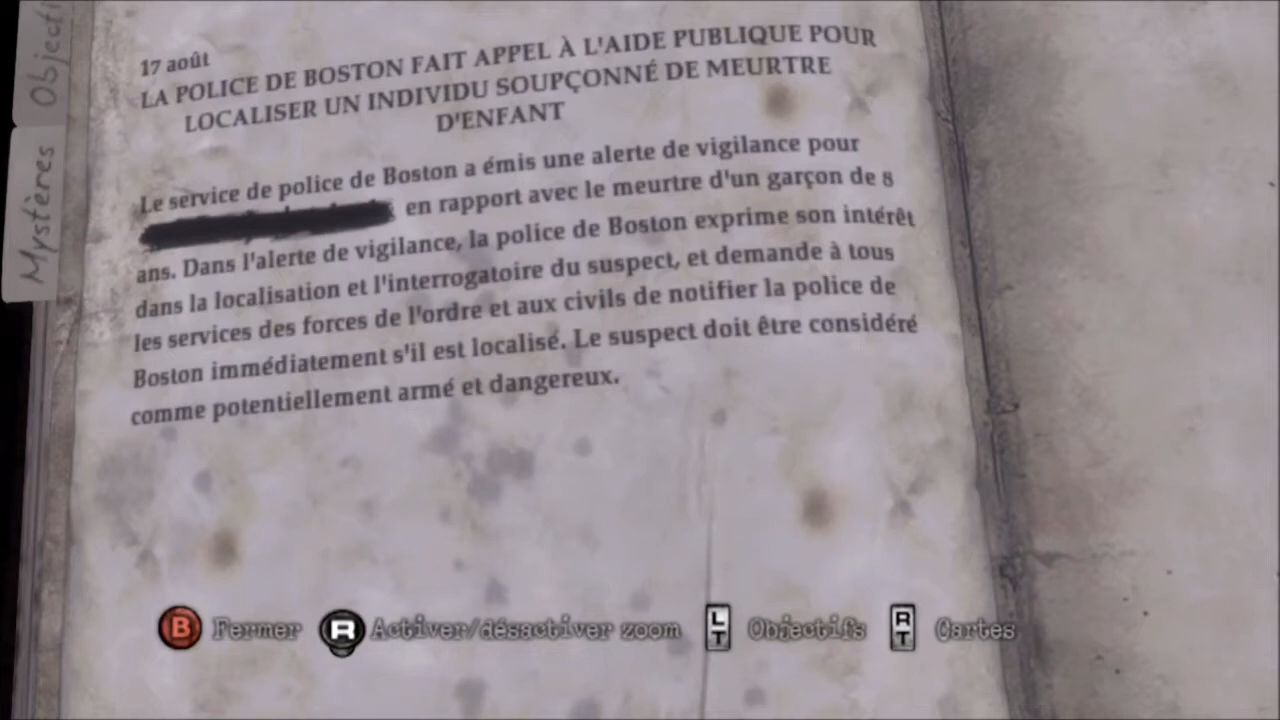 Objecti
Mystères
17 août
LA POLICE DE BOSTON FAIT APPEL À L'AIDE PUBLIQUE POUR
LOCALISER UN INDIVIDU SOUPÇONNÉ DE MEURTRE
D'ENFANT
Le service de police de Boston a émis une alerte de vigilance pour
en rapport avec le meurtre d'un garçon de 8
ans. Dans l'alerte de vigilance, la police de Boston exprime son intérêt
dans la localisation et l'interrogatoire du suspect, et demande à tous
les services des forces de l'ordre et aux civils de notifier la police de
Boston immédiatement s'il est localisé. Le suspect doit être considéré
comme potentiellement armé et dangereux.
B Fermer R Activer/désactiver zoom LT Objectifs RT Cartes